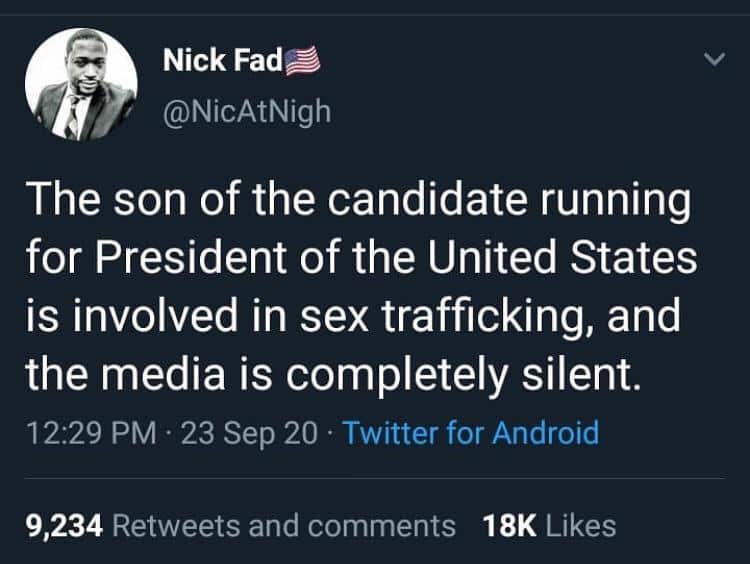 Nick Fad🇺🇸
@NicAtNigh
The son of the candidate running
for President of the United States
is involved in sex trafficking, and
the media is completely silent.
12:29 PM · 23 Sep 20 · Twitter for Android
9,234 Retweets and comments 18K Likes